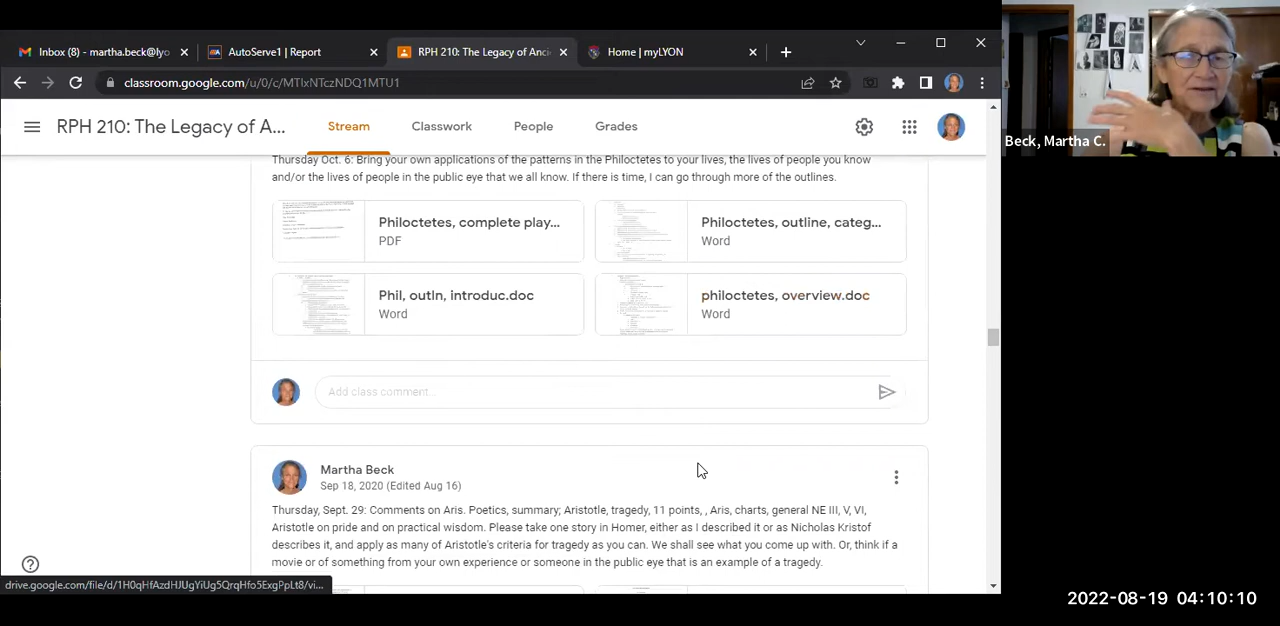 Inbox (8) - martha.beck@lyo
AutoServe1 | Report
RPH 210: The Legacy of Anci
Home | myLYON
classroom.google.com/u/0/c/MTIxNTczNDQ1MTU1
RPH 210: The Legacy of A...
Stream
Classwork
People
Grades
Beck, Martha C.
Thursday Oct. 6: Bring your own applications of the patterns in the Philoctetes to your lives, the lives of people you know
and/or the lives of people in the public eye that we all know. If there is time, I can go through more of the outlines.
Philoctetes, complete play...
PDF
Philoctetes, outline, categ...
Word
Phil, outln, introduc.doc
Word
philoctetes, overview.doc
Word
Add class comment...
Martha Beck
Sep 18, 2020 (Edited Aug 16)
Thursday, Sept. 29: Comments on Aris. Poetics, summary; Aristotle, tragedy, 11 points, , Aris, charts, general NE III, V, VI,
Aristotle on pride and on practical wisdom. Please take one story in Homer, either as I described it or as Nicholas Kristof
describes it, and apply as many of Aristotle's criteria for tragedy as you can. We shall see what you come up with. Or, think if a
movie or of something from your own experience or someone in the public eye that is an example of a tragedy.
drive.google.com/file/d/1H0qHfAzdHJUgYiUg5QrqHfo5ExgPpLt8/vi...
2022-08-19 04:10:10